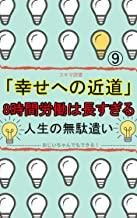 ⑨
スキマ読書
「幸せへの近道」
8時間労働は長すぎる
人生の無駄遣い
おじいちゃんでもできる！